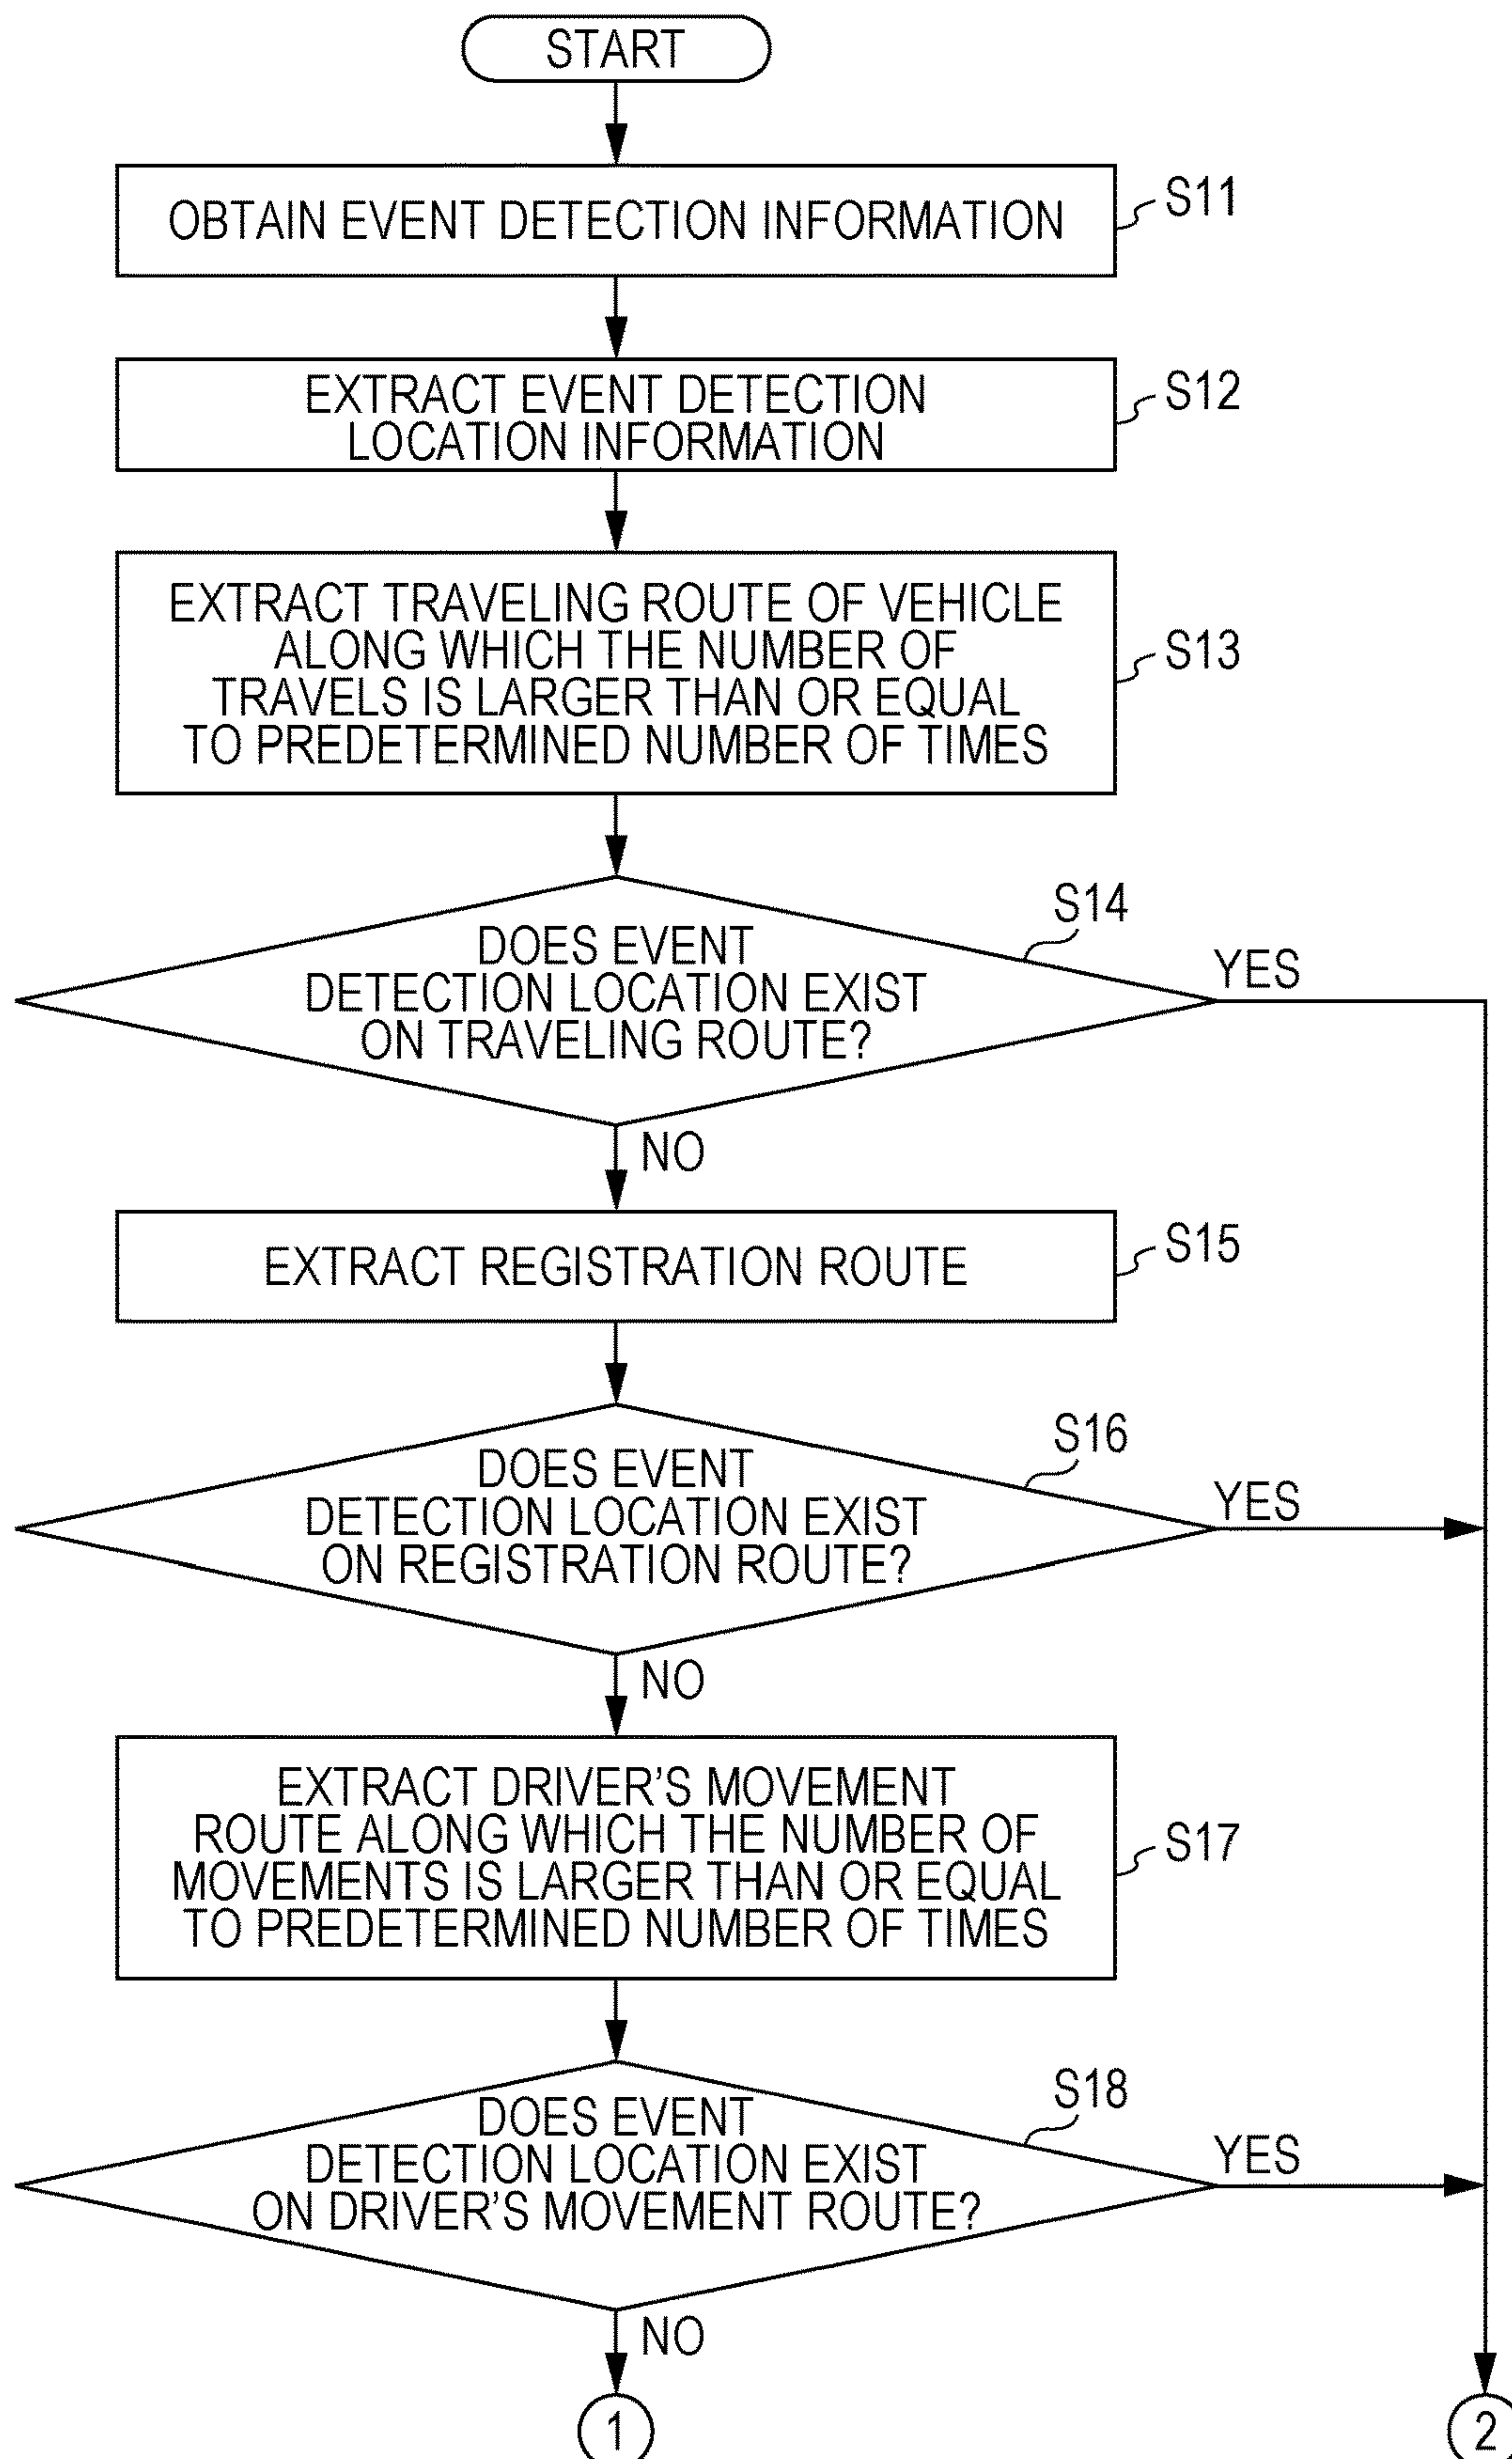 START
OBTAIN EVENT DETECTION INFORMATION
S11
EXTRACT EVENT DETECTION
LOCATION INFORMATION
S12
EXTRACT TRAVELING ROUTE OF VEHICLE
ALONG WHICH THE NUMBER OF
TRAVELS IS LARGER THAN OR EQUAL
TO PREDETERMINED NUMBER OF TIMES
S13
DOES EVENT
DETECTION LOCATION EXIST
ON TRAVELING ROUTE?
S14
YES
NO
EXTRACT REGISTRATION ROUTE
S15
DOES EVENT
DETECTION LOCATION EXIST
ON REGISTRATION ROUTE?
S16
YES
NO
EXTRACT DRIVER'S MOVEMENT
ROUTE ALONG WHICH THE NUMBER OF
MOVEMENTS IS LARGER THAN OR EQUAL
TO PREDETERMINED NUMBER OF TIMES
S17
DOES EVENT
DETECTION LOCATION EXIST
ON DRIVER'S MOVEMENT ROUTE?
S18
YES
NO
1
2